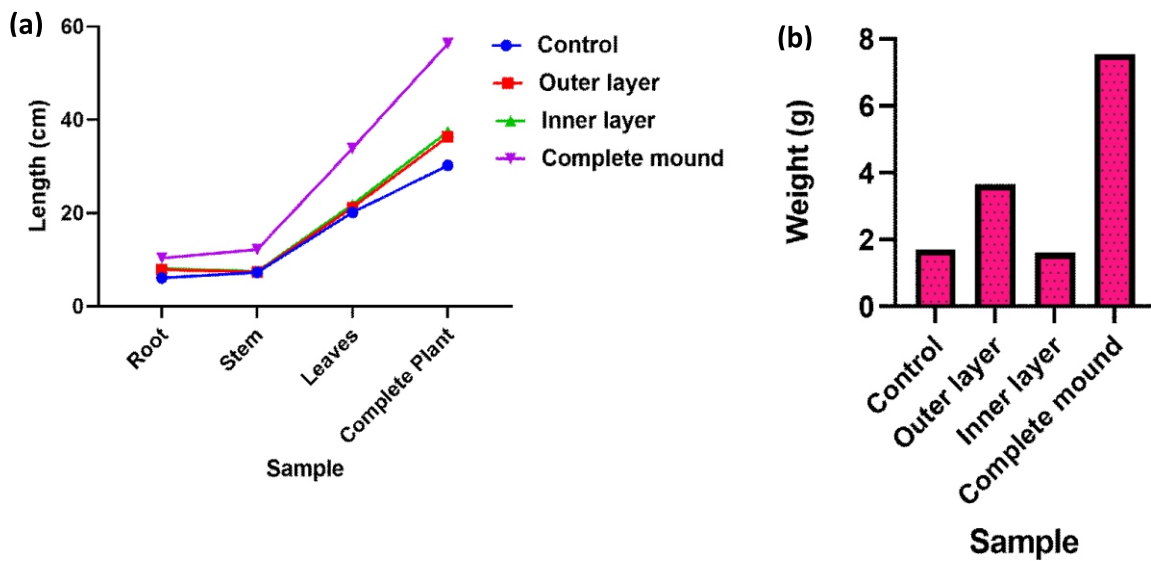 (a)
Length (cm)
60
40
20
0
Root
Stem
Leaves
Complete Plant
Sample
Control
Outer layer
Inner layer
Complete mound
(b)
Weight (g)
8
6
4
2
0
Control
Outer layer
Inner layer
Complete mound
Sample